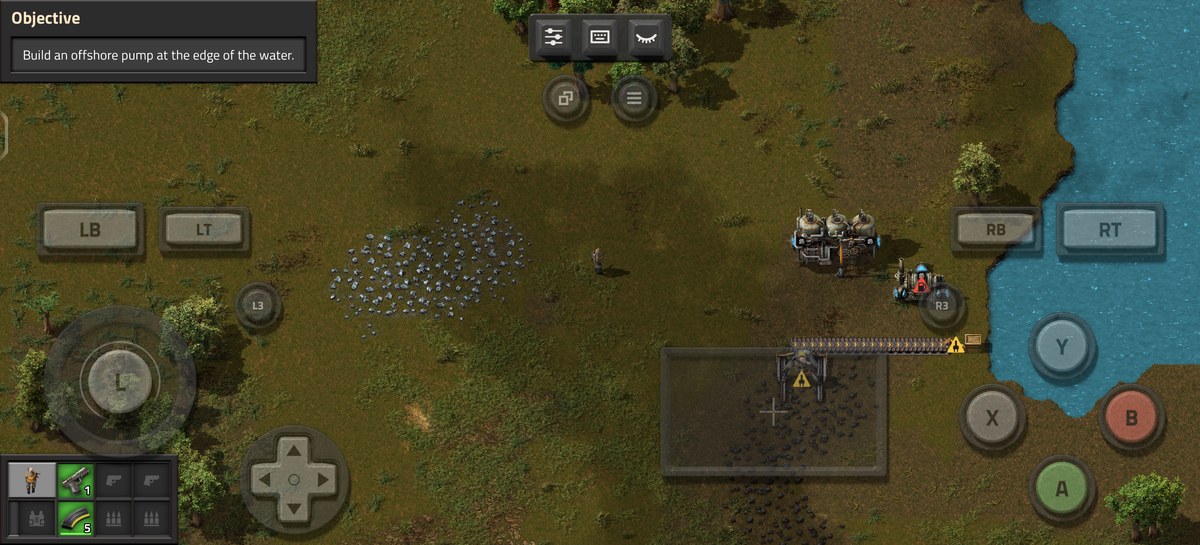 Objective
Build an offshore pump at the edge of the water.
LB
LT
RB
RT
L3
R3
L
Y
X
B
A
1
5